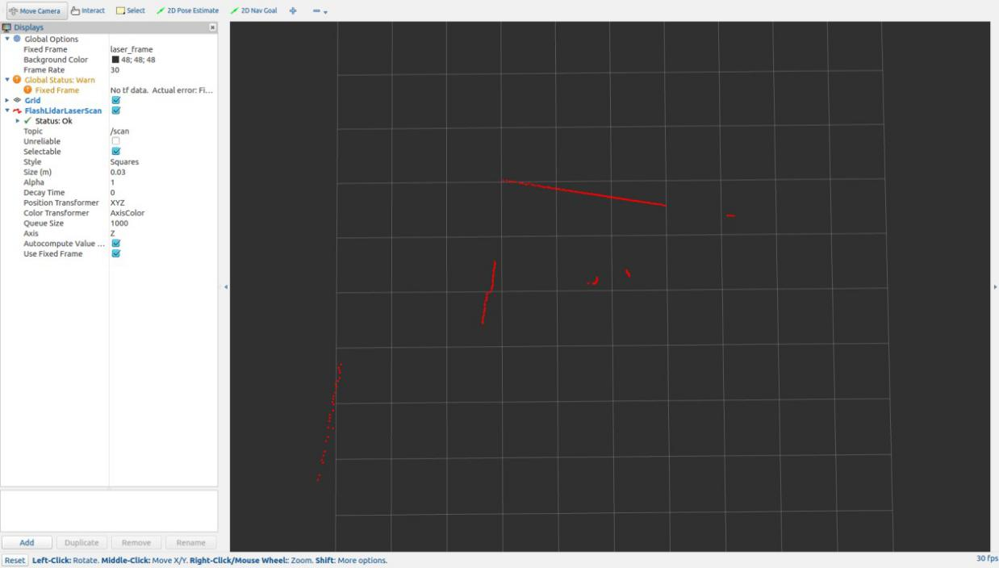 Move Camera Interact Select 2D Pose Estimate 2D Nav Goal
Displays
Global Options
Fixed Frame laser_frame
Background Color 48; 48; 48
Frame Rate 30
Global Status: Warn
Fixed Frame No tf data. Actual error: Fi...
Grid
FlashLidarLaserScan
Status: Ok
Topic /scan
Unreliable
Selectable
Style Squares
Size (m) 0.03
Alpha 1
Decay Time 0
Position Transformer XYZ
Color Transformer AxisColor
Queue Size 1000
Axis Z
Autocompute Value ...
Use Fixed Frame
Add Duplicate Remove Rename
Reset Left-Click: Rotate. Middle-Click: Move X/Y. Right-Click/Mouse Wheel:: Zoom. Shift: More options. 30 fps